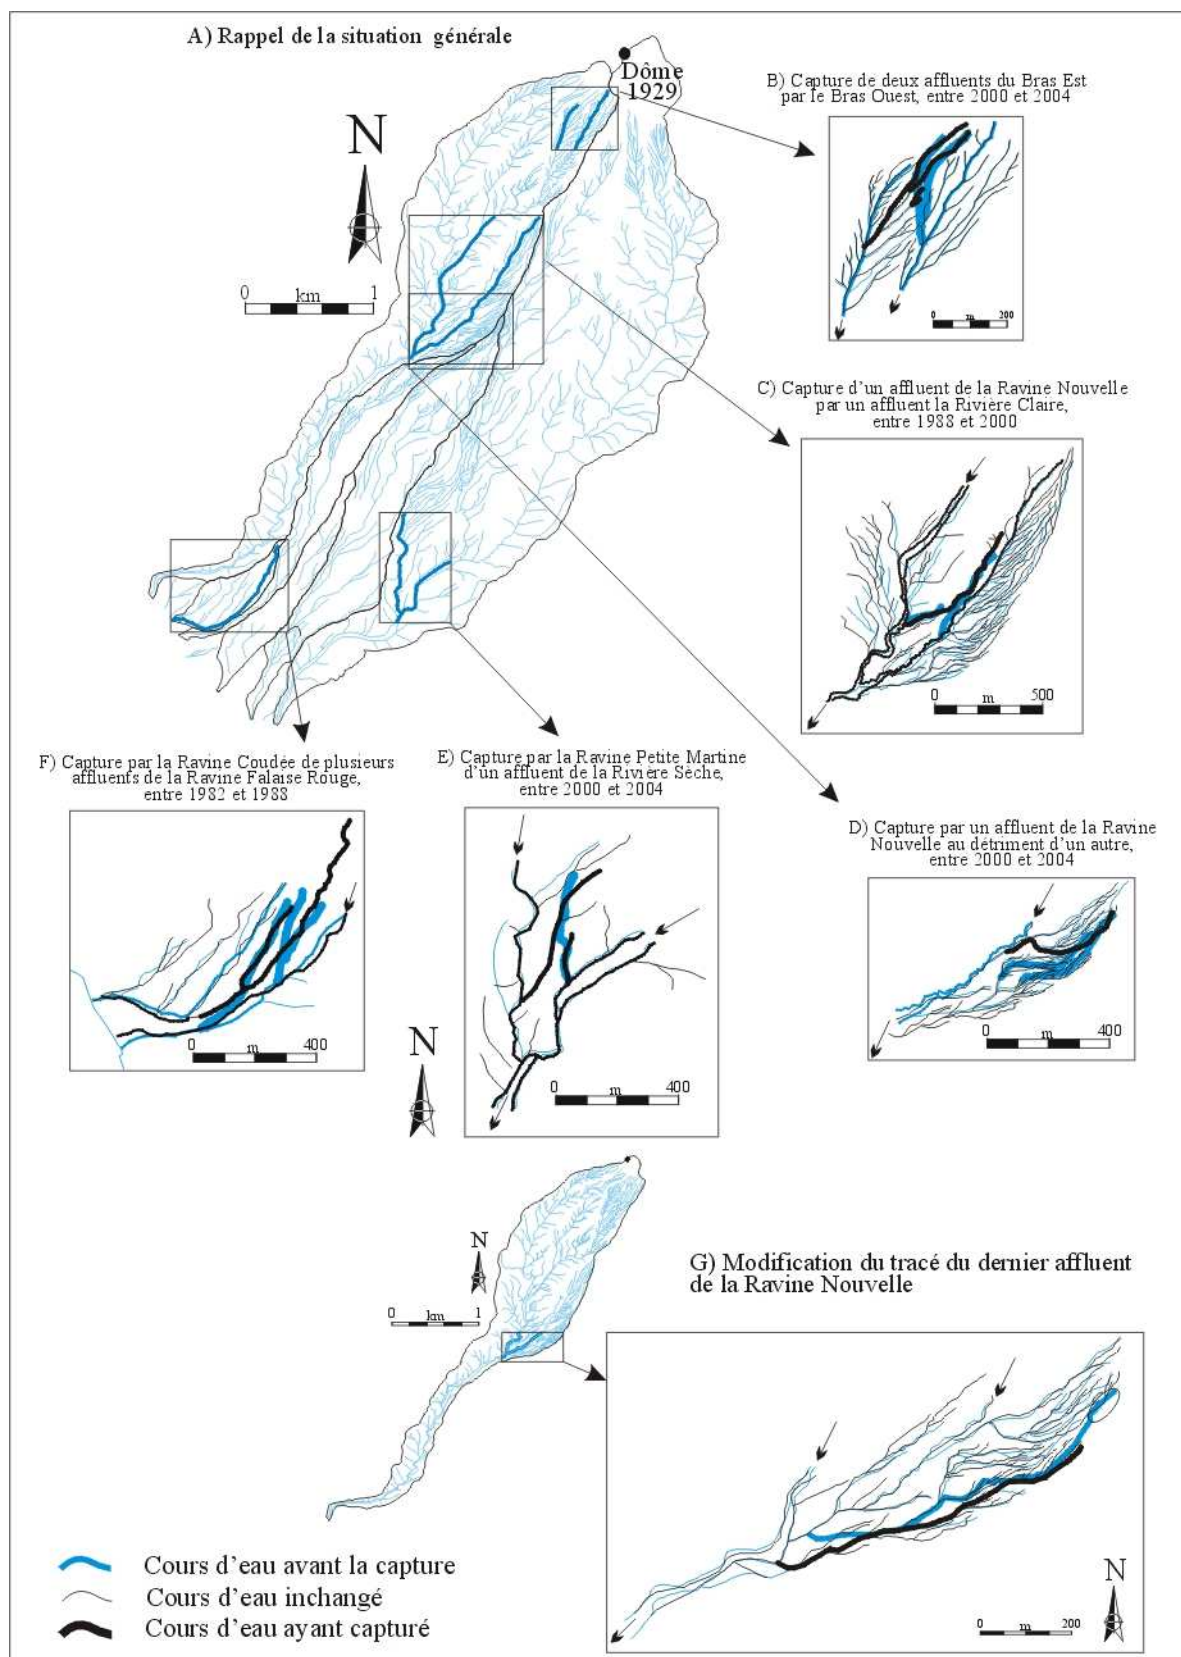 A) Rappel de la situation générale
Dôme
1929
N
0 km 1
B) Capture de deux affluents du Bras Est
par le Bras Ouest, entre 2000 et 2004
0 m 200
C) Capture d'un affluent de la Ravine Nouvelle
par un affluent la Rivière Claire,
entre 1988 et 2000
0 m 500
F) Capture par la Ravine Coudée de plusieurs
affluents de la Ravine Falaise Rouge,
entre 1982 et 1988
0 m 400
E) Capture par la Ravine Petite Martine
d'un affluent de la Rivière Sèche,
entre 2000 et 2004
N
0 m 400
D) Capture par un affluent de la Ravine
Nouvelle au détriment d'un autre,
entre 2000 et 2004
0 m 400
N
0 km 1
G) Modification du tracé du dernier affluent
de la Ravine Nouvelle
N
0 m 200
Cours d'eau avant la capture
Cours d'eau inchangé
Cours d'eau ayant capturé